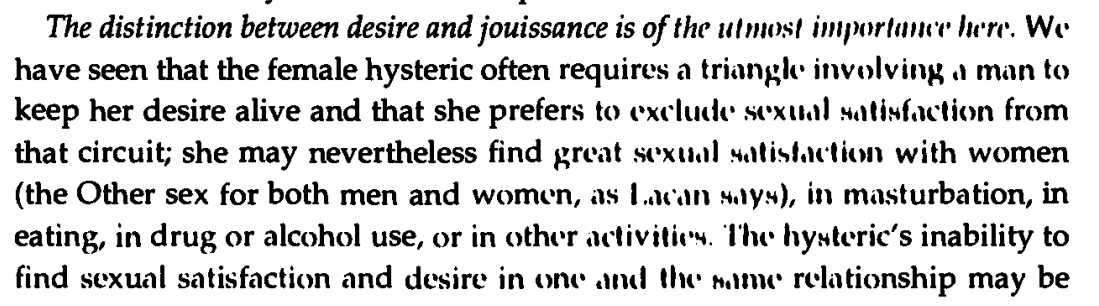 The distinction between desire and jouissance is of the utmost importance here. We
have seen that the female hysteric often requires a triangle involving a man to
keep her desire alive and that she prefers to exclude sexual satisfaction from
that circuit; she may nevertheless find great sexual satisfaction with women
(the Other sex for both men and women, as Lacan says), in masturbation, in
eating, in drug or alcohol use, or in other activities. The hysteric's inability to
find sexual satisfaction and desire in one and the same relationship may be